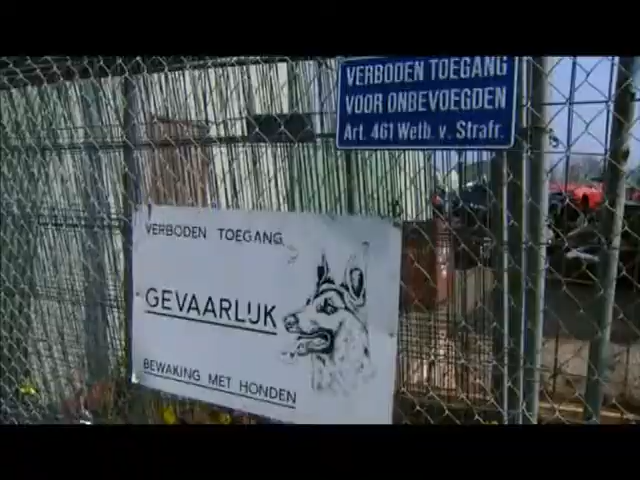 VERBODEN TOEGANG
VOOR ONBEVOEGDEN
Art. 461 Wetb. v. Strafr.
VERBODEN TOEGANG
GEVAARLIJK
BEWAKING MET HONDEN